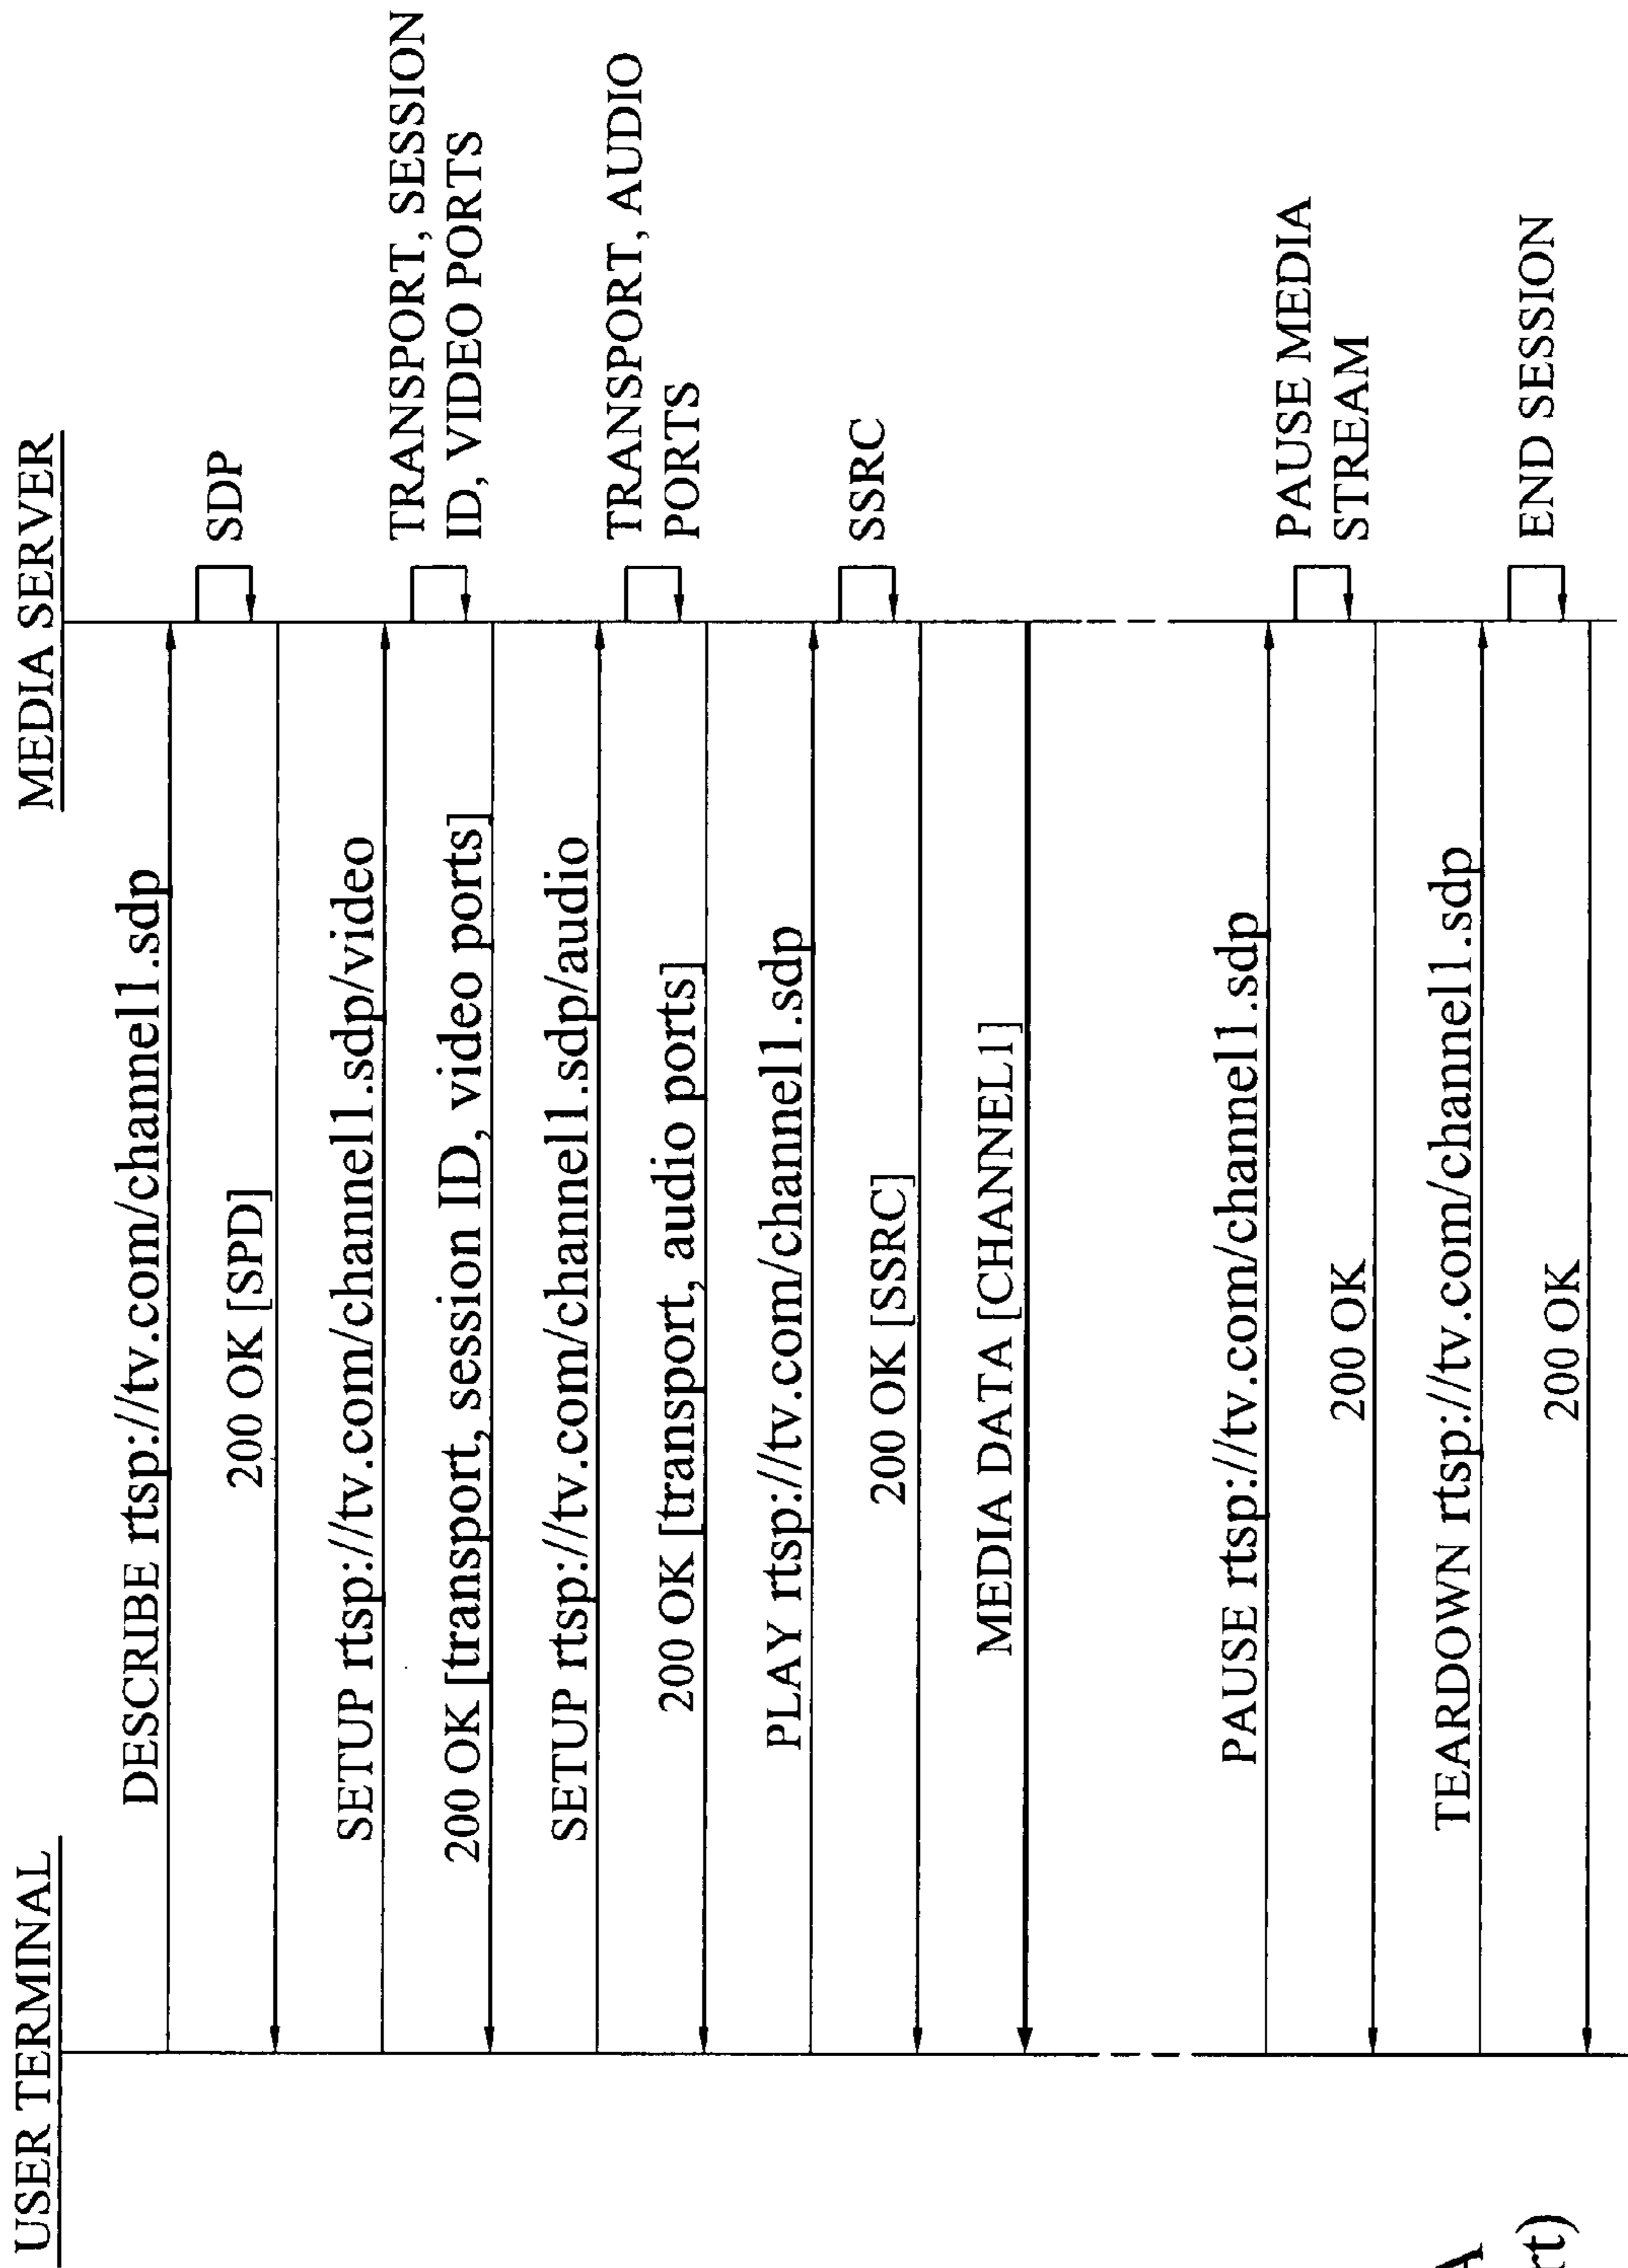 USER TERMINAL
MEDIA SERVER
DESCRIBE rtsp://tv.com/channel1.sdp
SDP
200 OK [SPD]
SETUP rtsp://tv.com/channel1.sdp/video
TRANSPORT, SESSION
ID, VIDEO PORTS
200 OK [transport, session ID, video ports]
SETUP rtsp://tv.com/channel1.sdp/audio
TRANSPORT, AUDIO
PORTS
200 OK [transport, audio ports]
PLAY rtsp://tv.com/channel1.sdp
SSRC
200 OK [SSRC]
MEDIA DATA [CHANNEL1]
PAUSE rtsp://tv.com/channel1.sdp
PAUSE MEDIA
STREAM
200 OK
TEARDOWN rtsp://tv.com/channel1.sdp
END SESSION
200 OK
A
rt)